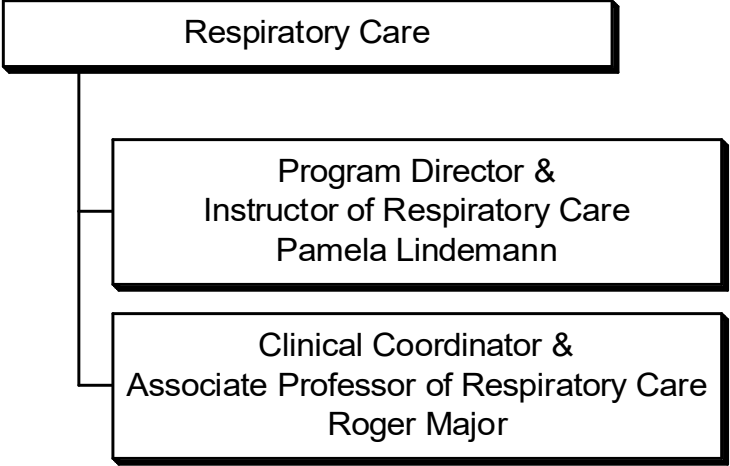 Respiratory Care
Program Director &
Instructor of Respiratory Care
Pamela Lindemann
Clinical Coordinator &
Associate Professor of Respiratory Care
Roger Major